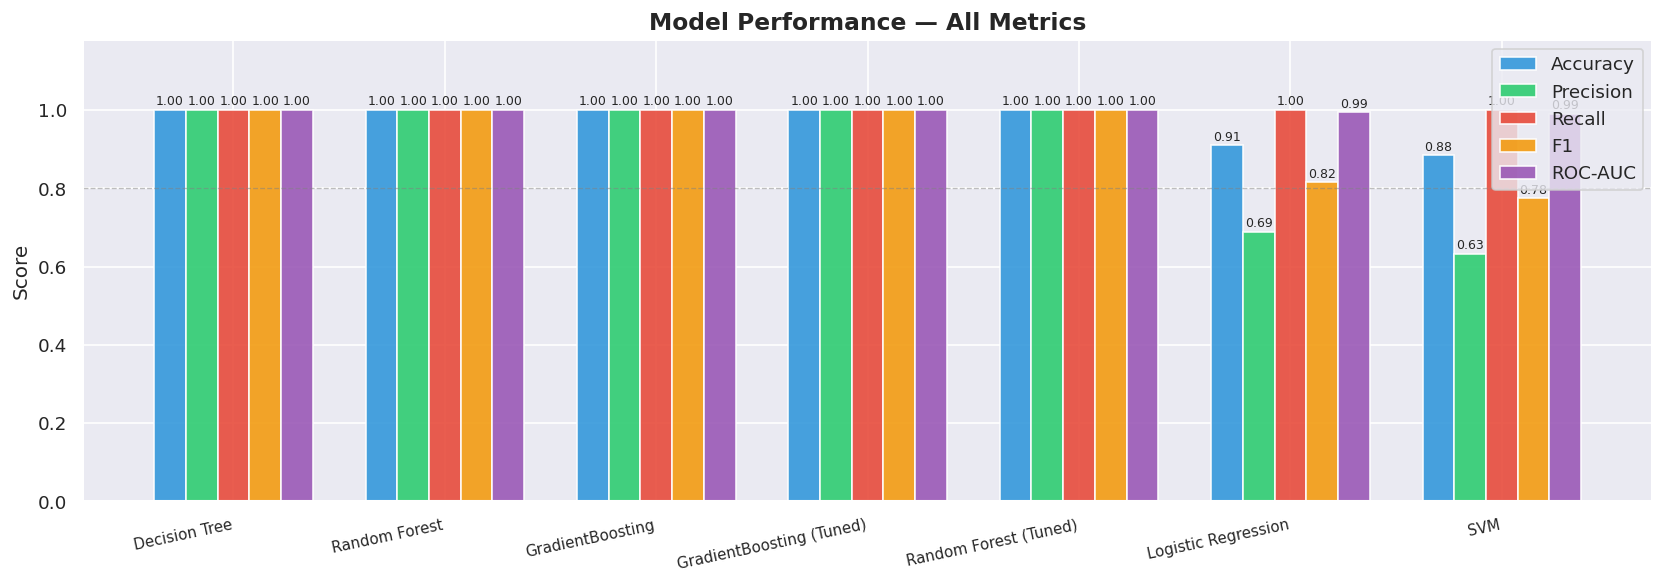 Model Performance — All Metrics
Accuracy
Precision
Recall
F1
ROC-AUC
Score
1.0
0.8
0.6
0.4
0.2
0.0
1.00 1.00 1.00 1.00 1.00
1.00 1.00 1.00 1.00 1.00
1.00 1.00 1.00 1.00 1.00
1.00 1.00 1.00 1.00 1.00
1.00 1.00 1.00 1.00 1.00
0.91 0.69 1.00 0.82 0.99
0.88 0.63 1.00 0.78 0.99
Decision Tree
Random Forest
GradientBoosting
GradientBoosting (Tuned)
Random Forest (Tuned)
Logistic Regression
SVM